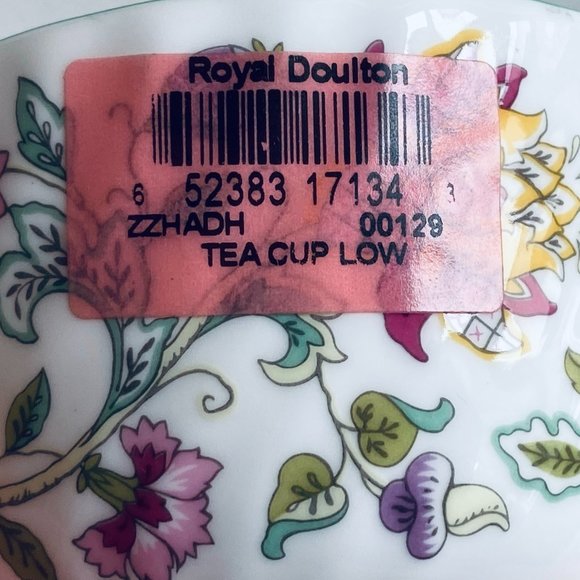 Royal Doulton
6 52383 17134 3
ZZHADH 00129
TEA CUP LOW